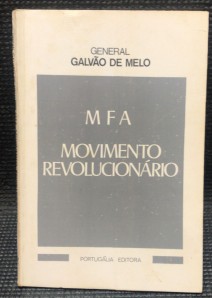 GENERAL
GALVÃO DE MELO
MFA
MOVIMENTO
REVOLUCIONÁRIO
PORTUGÁLIA EDITORA